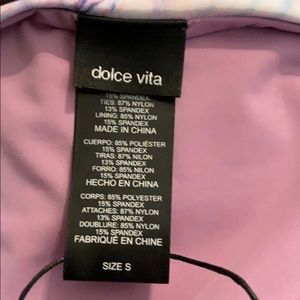 dolce vita
15% SPANDEX
TIES: 87% NYLON
13% SPANDEX
LINING: 85% NYLON
15% SPANDEX
MADE IN CHINA
CUERPO: 85% POLIÉSTER
15% SPANDEX
TIRAS: 87% NILON
13% SPANDEX
FORRO: 85% NILON
15% SPANDEX
HECHO EN CHINA
CORPS: 85% POLYESTER
15% SPANDEX
ATTACHES: 87% NYLON
13% SPANDEX
DOUBLURE: 85% NYLON
15% SPANDEX
FABRIQUÉ EN CHINE
SIZE S